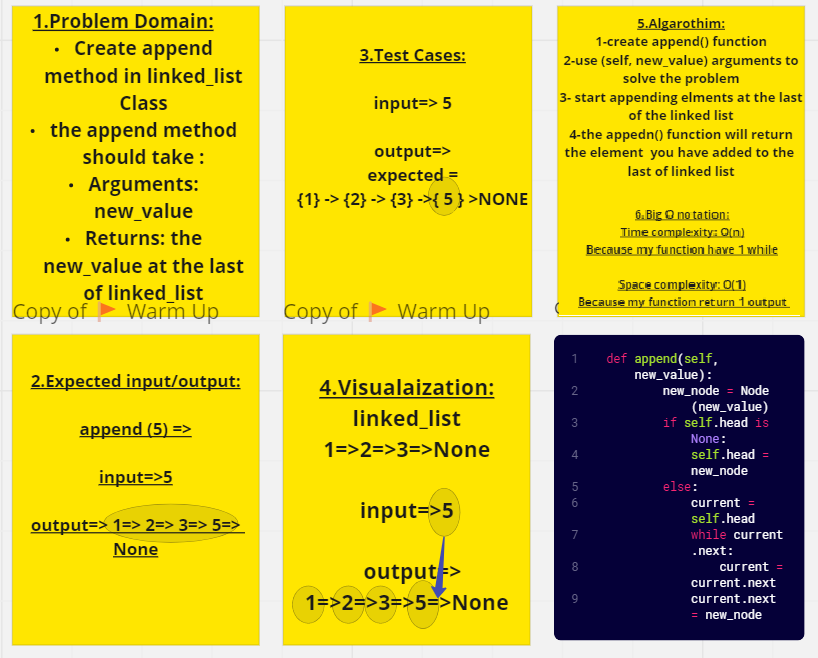 1.Problem Domain:
• Create append
method in linked_list
Class
• the append method
should take :
• Arguments:
new_value
• Returns: the
new_value at the last
of linked_list
3.Test Cases:
input=> 5
output=>
expected =
{1} -> {2} -> {3} ->{ 5 } >NONE
5.Algarothim:
1-create append() function
2-use (self, new_value) arguments to
solve the problem
3- start appending elments at the last
of the linked list
4-the appedn() function will return
the element you have added to the
last of linked list
6.Big O notation:
Time complexity: O(n)
Because my function have 1 while
Space complexity: O(1)
Because my function return 1 output
Copy of 🚩 Warm Up
Copy of 🚩 Warm Up
2.Expected input/output:
append (5) =>
input=>5
output=> 1=> 2=> 3=> 5=>
None
4.Visualaization:
linked_list
1=>2=>3=>None
input=>5
output=>
1=>2=>3=>5=>None
1 def append(self,
new_value):
2 new_node = Node
(new_value)
3 if self.head is
None:
4 self.head =
new_node
5 else:
6 current =
self.head
7 while current
.next:
8 current =
current.next
9 current.next
= new_node